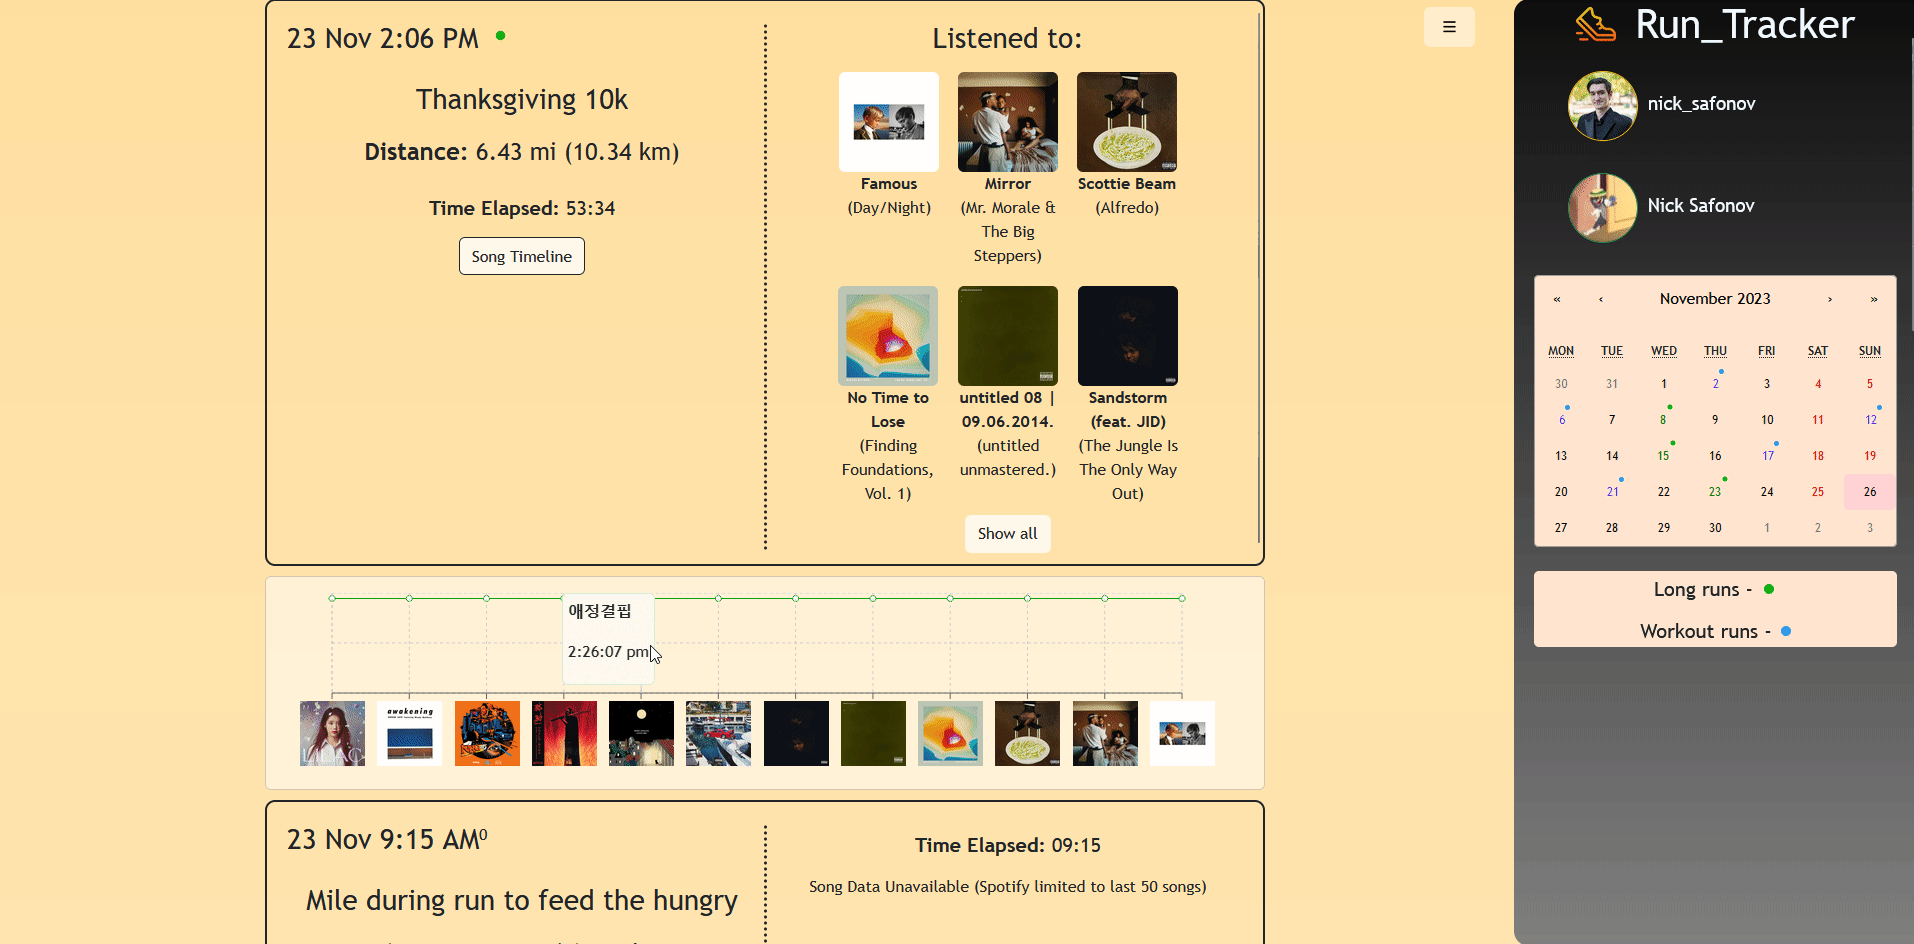 23 Nov 2:06 PM
Thanksgiving 10k
Distance: 6.43 mi (10.34 km)
Time Elapsed: 53:34
Song Timeline
Listened to:
Famous
(Day/Night)
Mirror
(Mr. Morale &
The Big
Steppers)
Scottie Beam
(Alfredo)
No Time to
Lose
(Finding
Foundations,
Vol. 1)
untitled 08 |
09.06.2014.
(untitled
unmastered.)
Sandstorm
(feat. JID)
(The Jungle Is
The Only Way
Out)
Show all
애정결핍
2:26:07 pm
LILAC
awakening
23 Nov 9:15 AM0
Mile during run to feed the hungry
Time Elapsed: 09:15
Song Data Unavailable (Spotify limited to last 50 songs)
☰
Run_Tracker
nick_safonov
Nick Safonov
« ‹ November 2023 › »
MON TUE WED THU FRI SAT SUN
30 31 1 2 3 4 5
6 7 8 9 10 11 12
13 14 15 16 17 18 19
20 21 22 23 24 25 26
27 28 29 30 1 2 3
Long runs -
Workout runs -